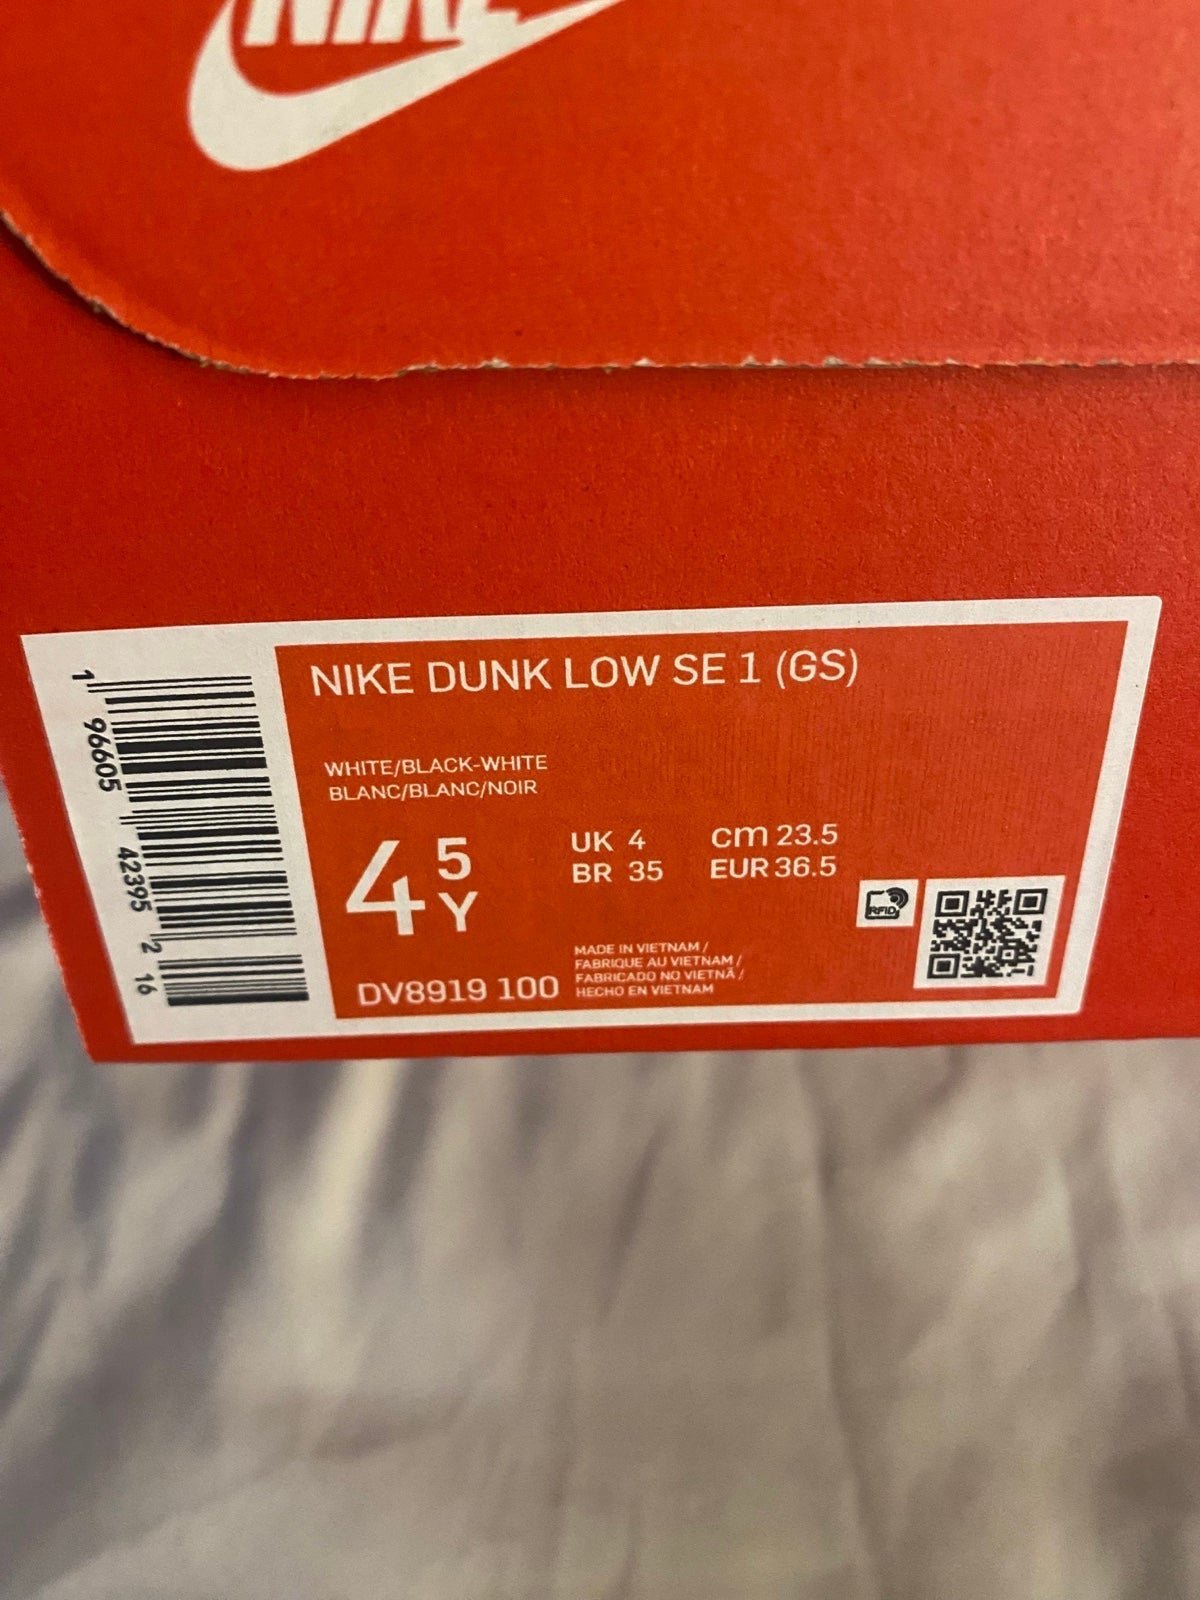 NIKE
NIKE DUNK LOW SE 1 (GS)
WHITE/BLACK-WHITE
BLANC/BLANC/NOIR
4 5 Y
UK 4 cm 23.5
BR 35 EUR 36.5
RFID
MADE IN VIETNAM /
FABRIQUE AU VIETNAM /
FABRICADO NO VIETNÃ /
HECHO EN VIETNAM
DV8919 100
1 96605 42395 2 16